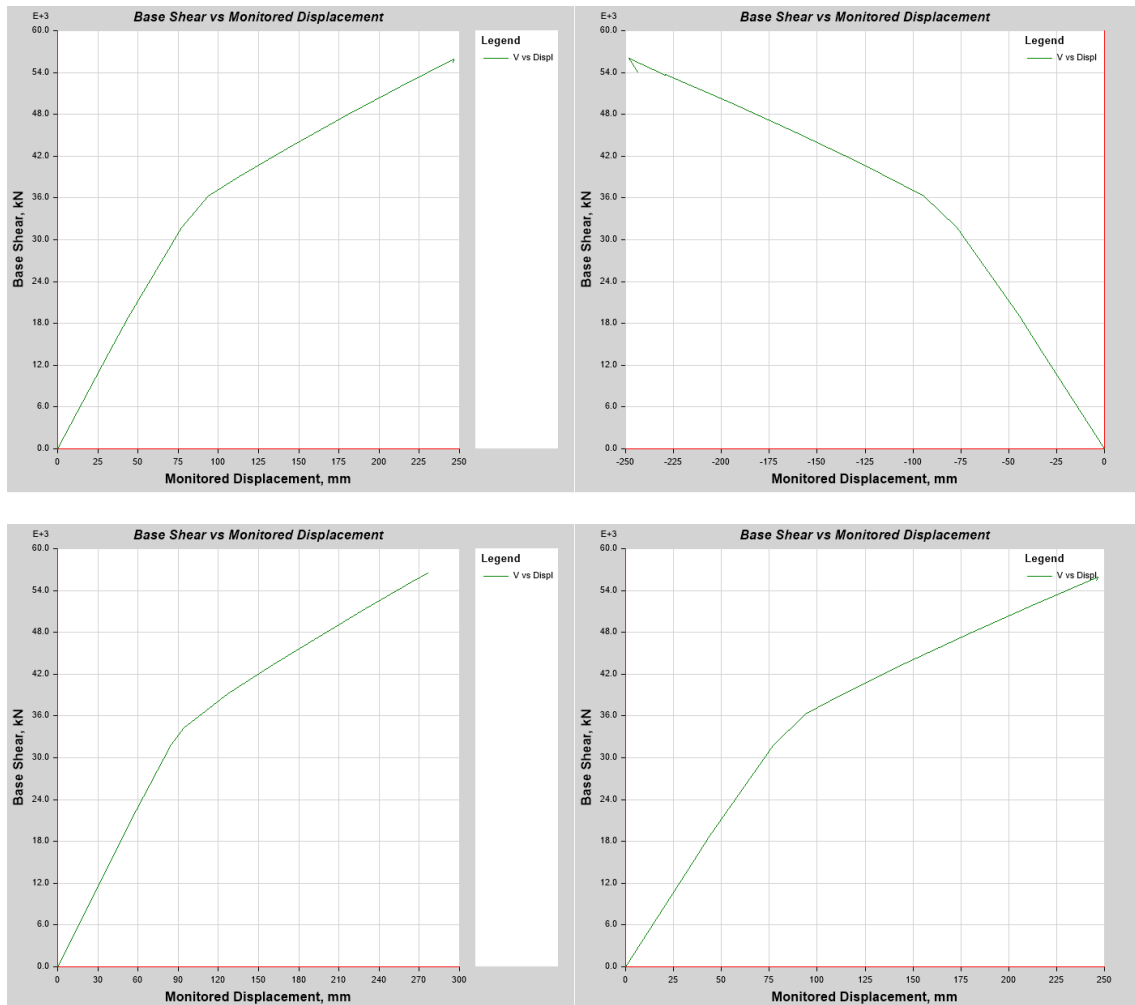 Base Shear vs Monitored Displacement
E+3
60.0
54.0
48.0
42.0
36.0
30.0
24.0
18.0
12.0
6.0
0.0
Base Shear, kN
0 25 50 75 100 125 150 175 200 225 250
Monitored Displacement, mm
Legend
V vs Displ
Base Shear vs Monitored Displacement
E+3
60.0
54.0
48.0
42.0
36.0
30.0
24.0
18.0
12.0
6.0
0.0
Base Shear, kN
-250 -225 -200 -175 -150 -125 -100 -75 -50 -25 0
Monitored Displacement, mm
Legend
V vs Displ
Base Shear vs Monitored Displacement
E+3
60.0
54.0
48.0
42.0
36.0
30.0
24.0
18.0
12.0
6.0
0.0
Base Shear, kN
0 30 60 90 120 150 180 210 240 270 300
Monitored Displacement, mm
Legend
V vs Displ
Base Shear vs Monitored Displacement
E+3
60.0
54.0
48.0
42.0
36.0
30.0
24.0
18.0
12.0
6.0
0.0
Base Shear, kN
0 25 50 75 100 125 150 175 200 225 250
Monitored Displacement, mm
Legend
V vs Displ